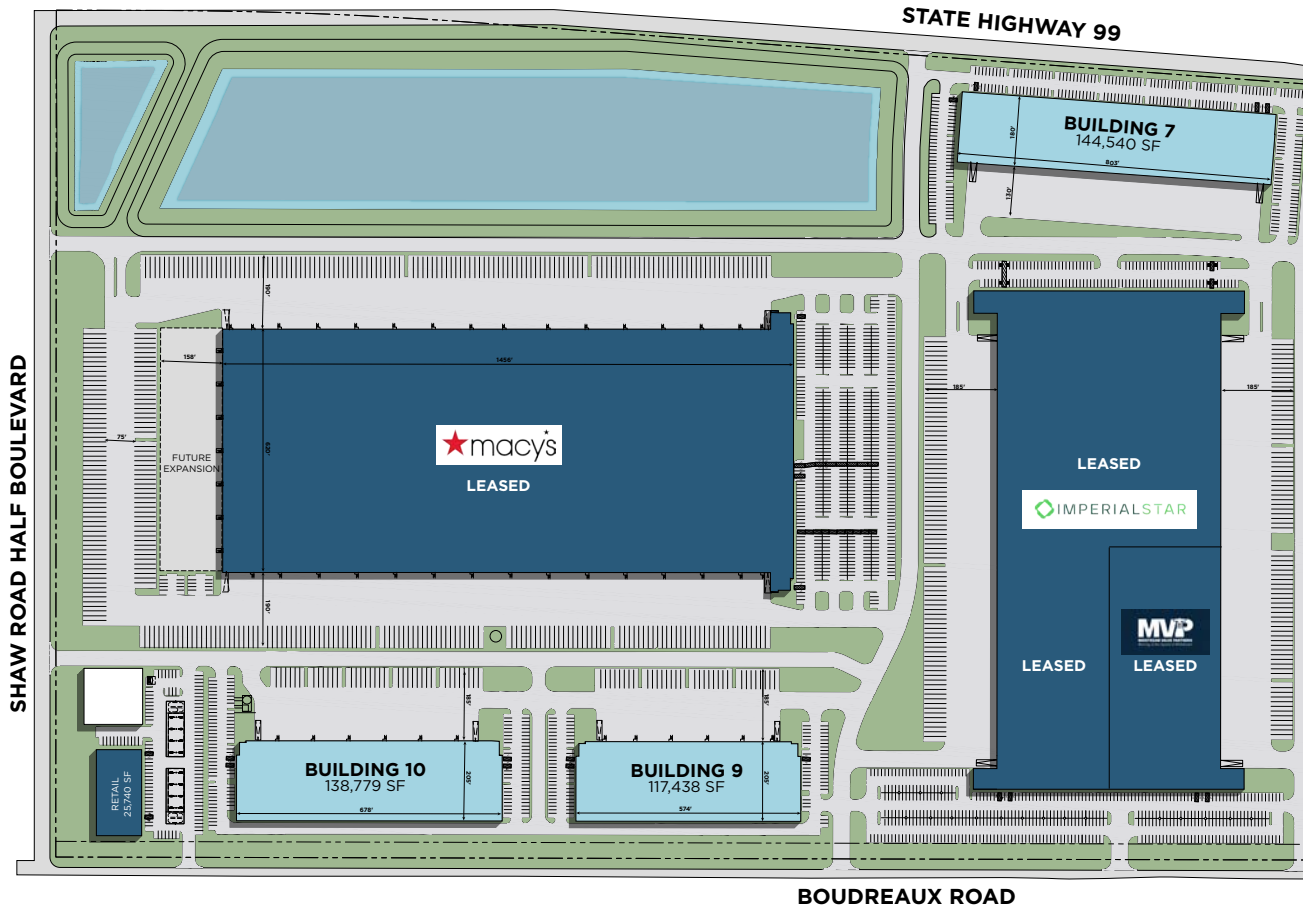 STATE HIGHWAY 99
BUILDING 7
144,540 SF
180'
803'
130'
190'
158'
1456'
75'
FUTURE
EXPANSION
630'
macy's
LEASED
190'
185'
185'
LEASED
IMPERIALSTAR
MVP
LEASED
LEASED
SHAW ROAD HALF BOULEVARD
RETAIL
25,740 SF
185'
BUILDING 10
138,779 SF
205'
678'
185'
BUILDING 9
117,438 SF
205'
574'
BOUDREAUX ROAD